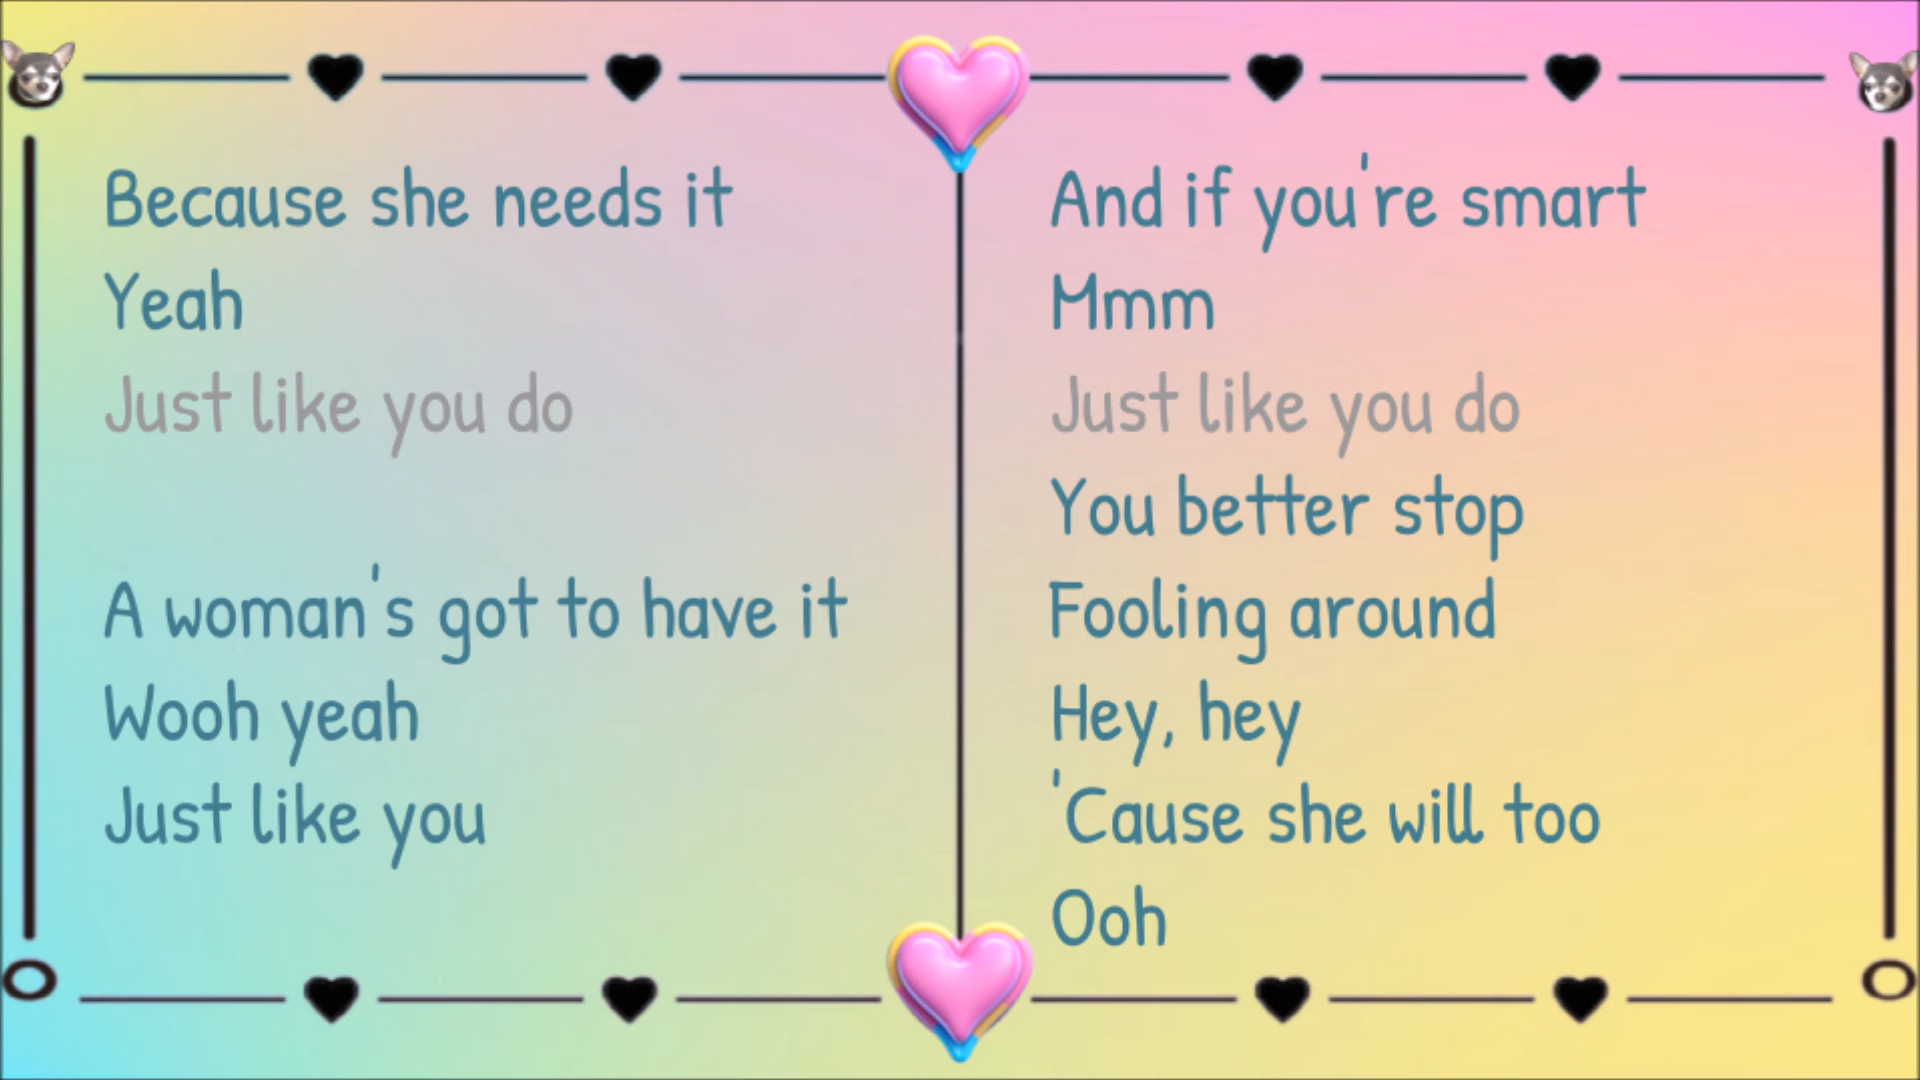 Because she needs it
Yeah
Just like you do
A woman's got to have it
Wooh yeah
Just like you
And if you're smart
Mmm
Just like you do
You better stop
Fooling around
Hey, hey
'Cause she will too
Ooh